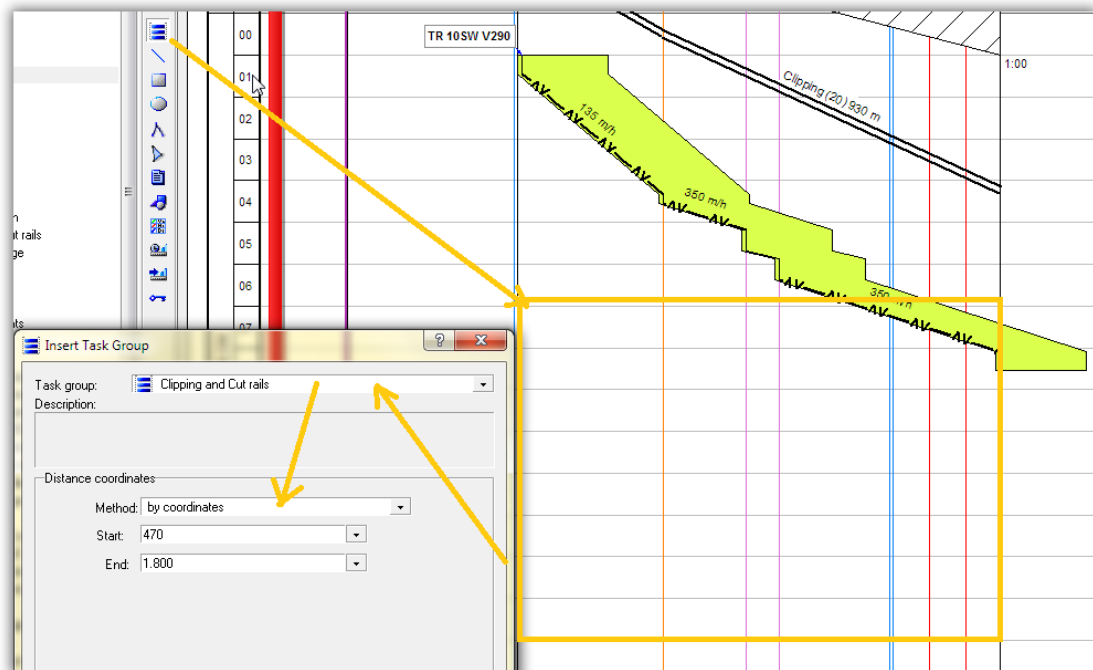 00
TR 10SW V290
1:00
01
Clipping (20) 930 m
02
135 m/h
03
04
350 m/h
t rails
05
ge
06
350 m/h
07
ts
Insert Task Group
?
X
Task group:
Clipping and Cut rails
Description:
Distance coordinates
Method:
by coordinates
Start:
470
End:
1.800